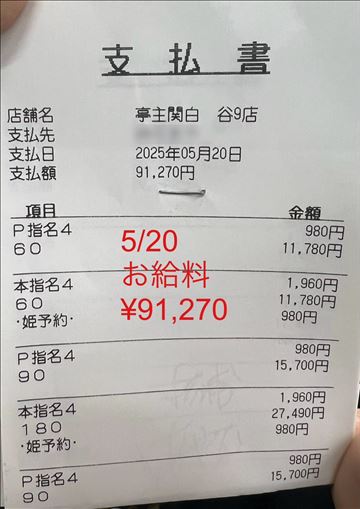 支払書
店舗名 亭主関白 谷9店
支払先
支払日 2025年05月20日
支払額 91,270円
項目 金額
P指名4 980円
60 11,780円
本指名4 1,960円
60 11,780円
･姫予約･ 980円
P指名4 980円
90 15,700円
本指名4 1,960円
180 27,490円
･姫予約･ 980円
P指名4 980円
90 15,700円
5/20
お給料
¥91,270